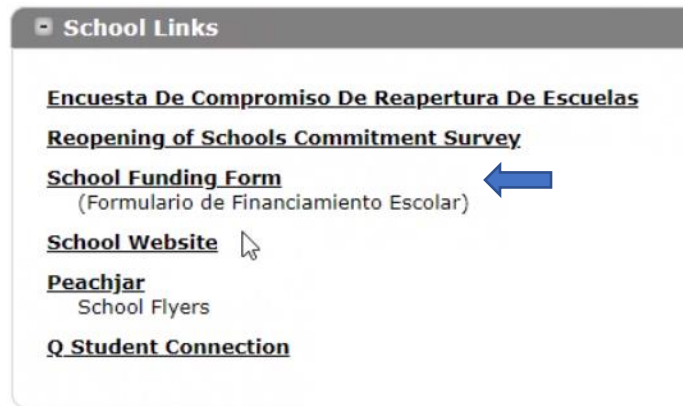 School Links
Encuesta De Compromiso De Reapertura De Escuelas
Reopening of Schools Commitment Survey
School Funding Form
(Formulario de Financiamiento Escolar)
School Website
Peachjar
School Flyers
Q Student Connection